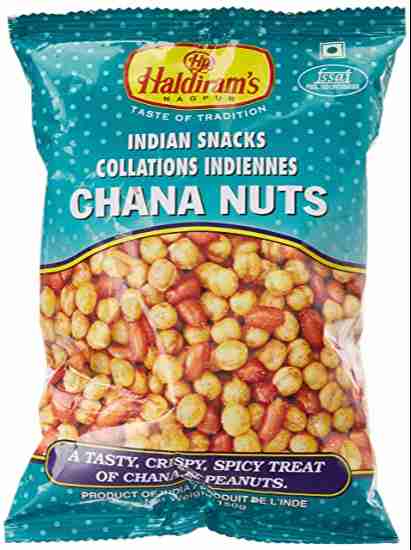 HR
Haldiram's
NAGPUR
TASTE OF TRADITION
fssai
INDIAN SNACKS
COLLATIONS INDIENNES
CHANA NUTS
A TASTY, CRISPY, SPICY TREAT
OF CHANA & PEANUTS.
PRODUCT OF INDIA / PRODUIT DE L'INDE
150g